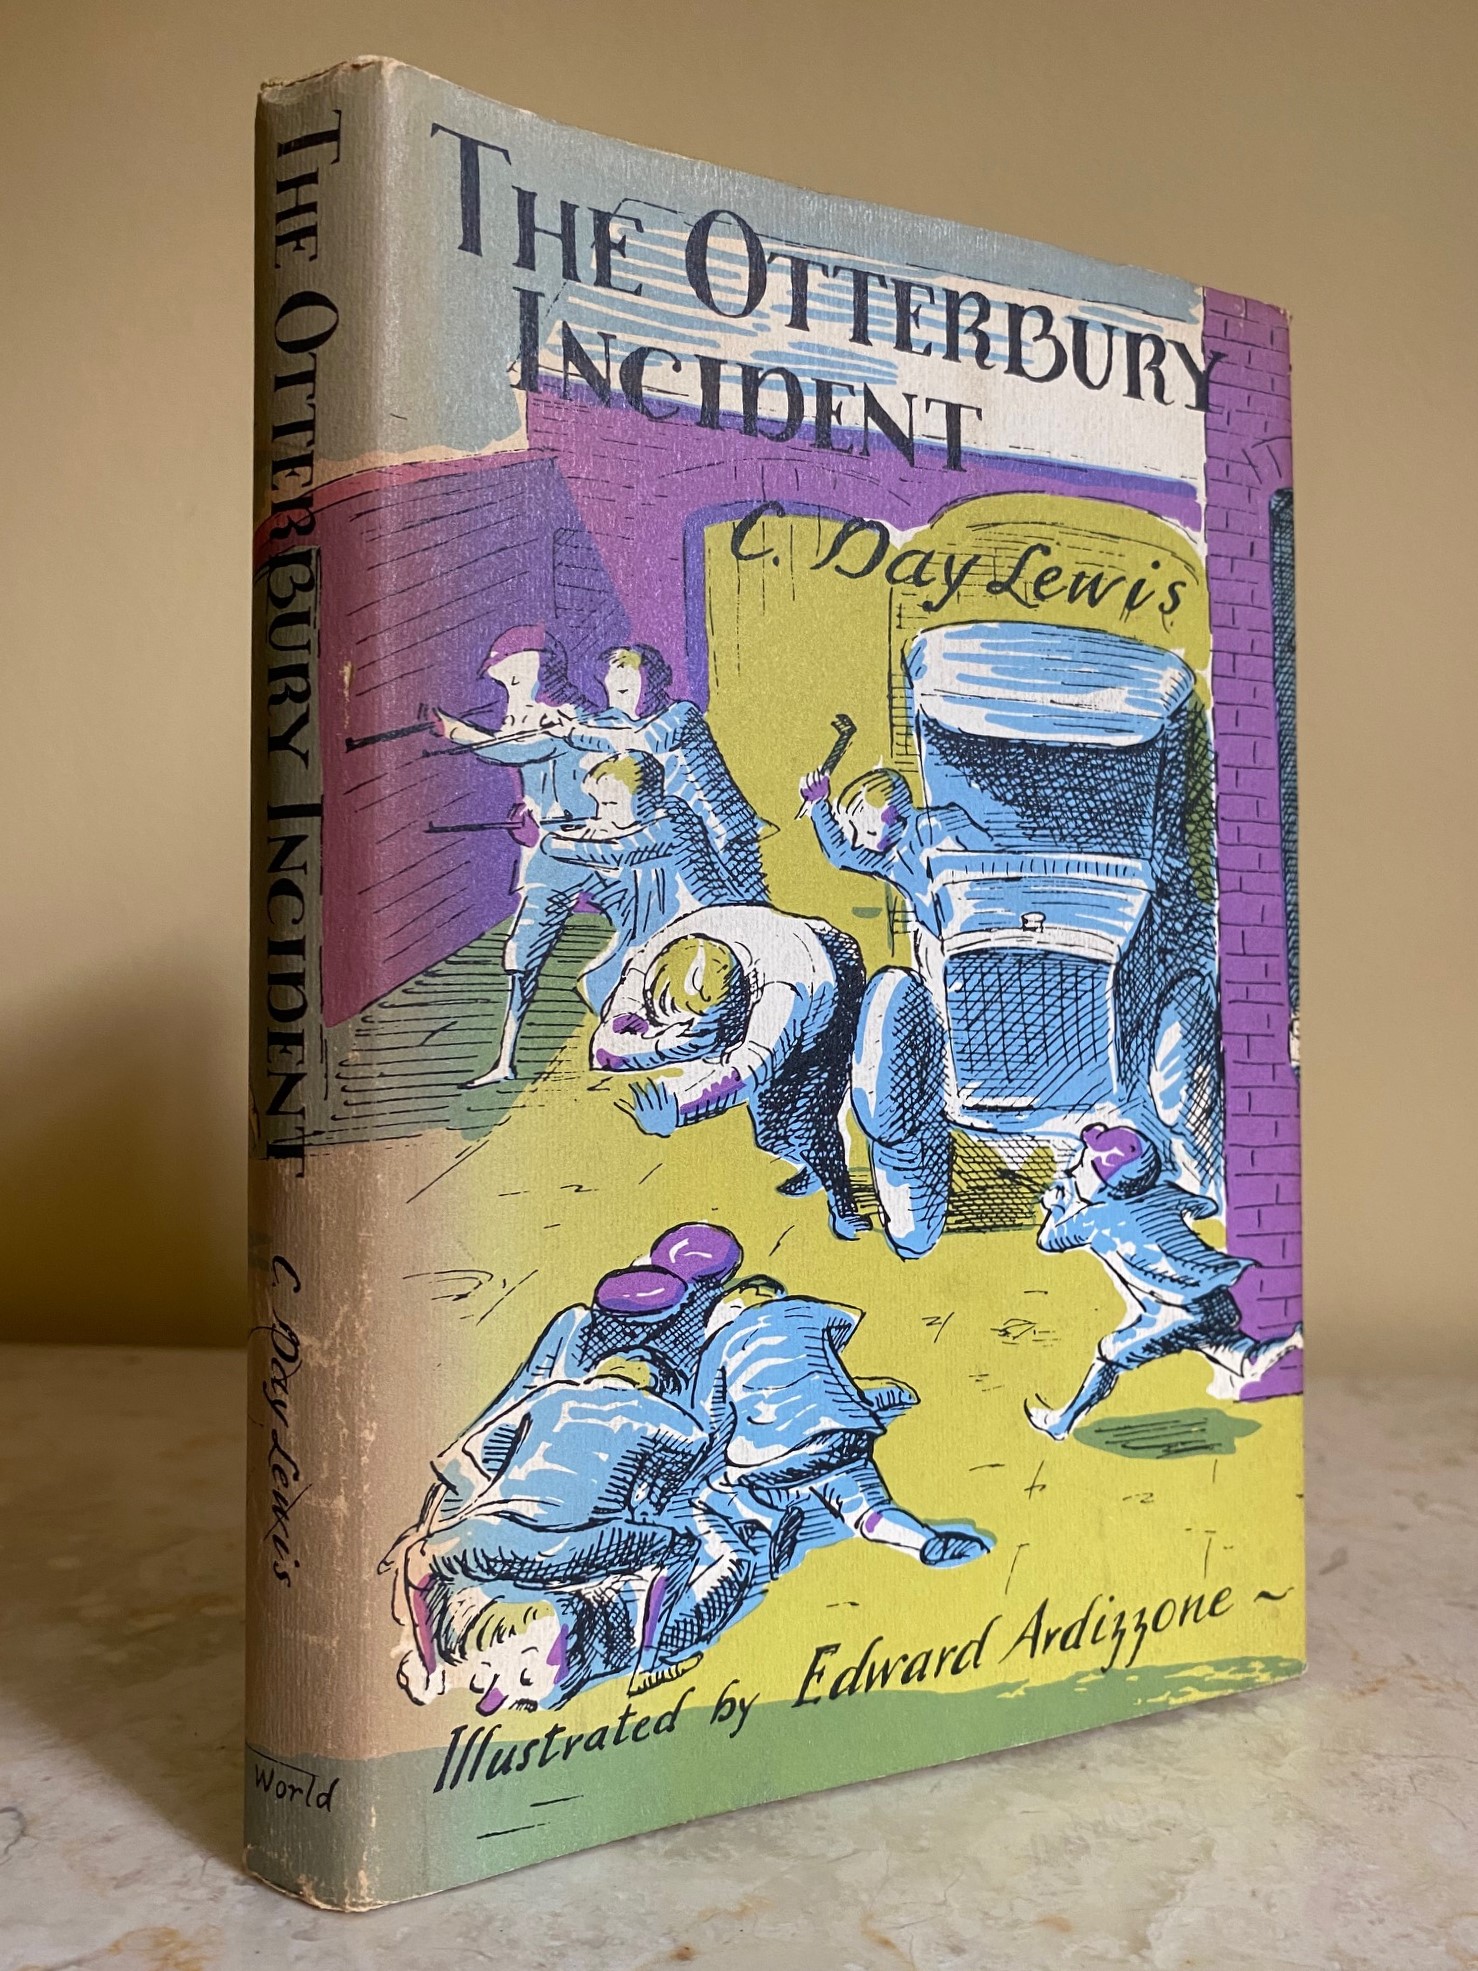 THE OTTERBURY INCIDENT C. Day Lewis
World
THE OTTERBURY
INCIDENT
C. Day Lewis
Illustrated by Edward Ardizzone ~